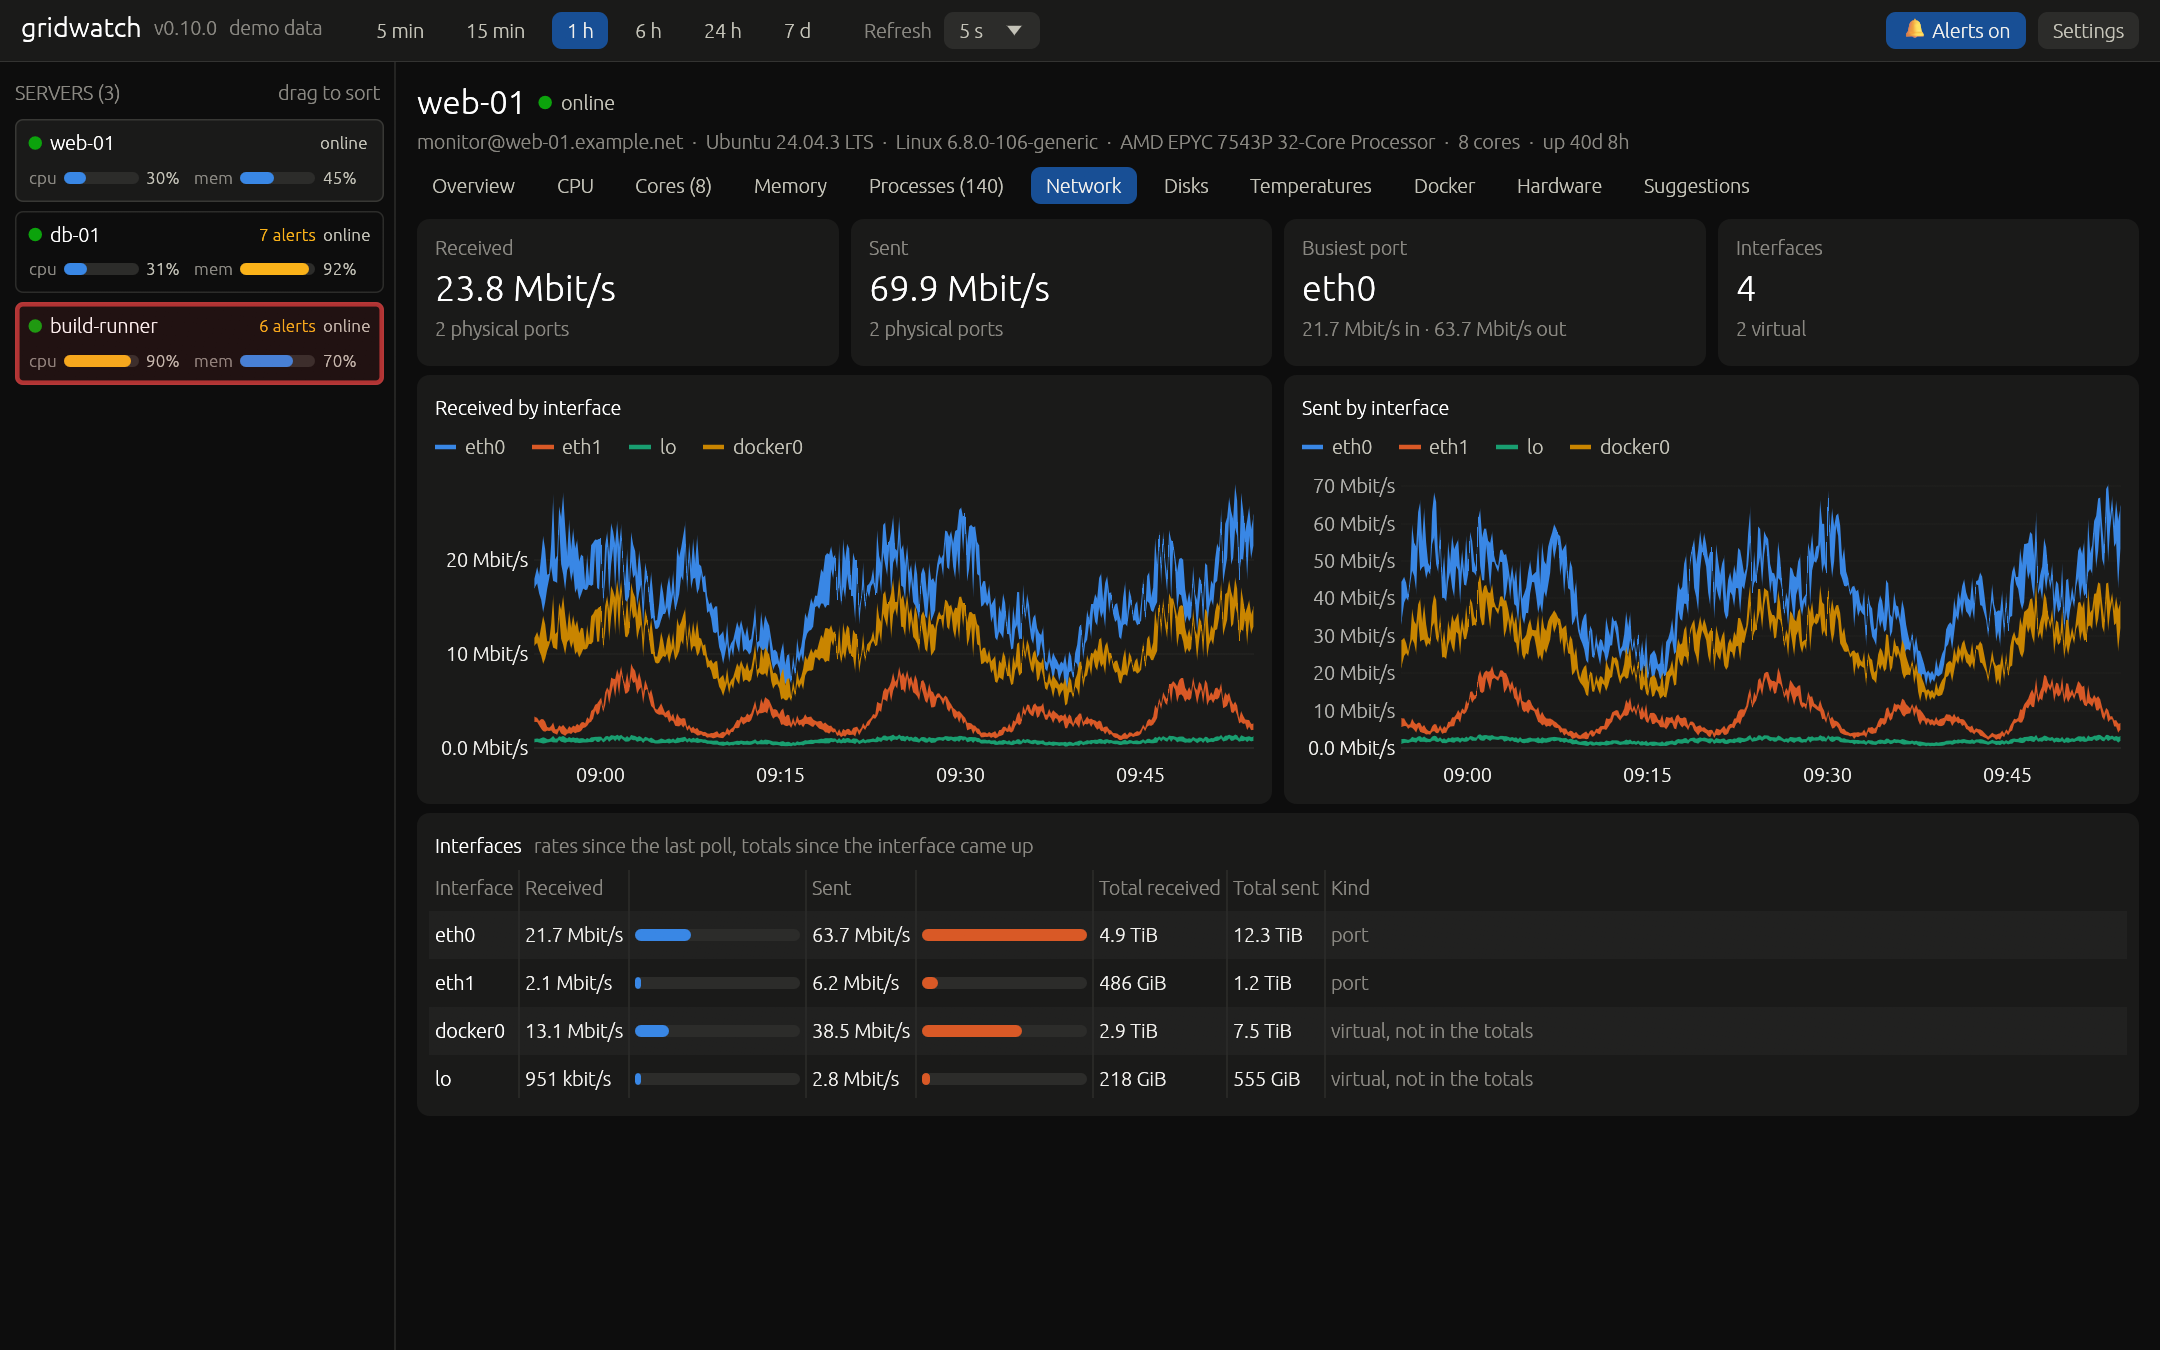 gridwatch v0.10.0 demo data 5 min 15 min 1 h 6 h 24 h 7 d Refresh 5 s Alerts on Settings
SERVERS (3) drag to sort
web-01 online
cpu 30% mem 45%
db-01 7 alerts online
cpu 31% mem 92%
build-runner 6 alerts online
cpu 90% mem 70%
web-01 online
monitor@web-01.example.net · Ubuntu 24.04.3 LTS · Linux 6.8.0-106-generic · AMD EPYC 7543P 32-Core Processor · 8 cores · up 40d 8h
Overview CPU Cores (8) Memory Processes (140) Network Disks Temperatures Docker Hardware Suggestions
Received
23.8 Mbit/s
2 physical ports
Sent
69.9 Mbit/s
2 physical ports
Busiest port
eth0
21.7 Mbit/s in · 63.7 Mbit/s out
Interfaces
4
2 virtual
Received by interface
eth0 eth1 lo docker0
20 Mbit/s
10 Mbit/s
0.0 Mbit/s
09:00 09:15 09:30 09:45
Sent by interface
eth0 eth1 lo docker0
70 Mbit/s
60 Mbit/s
50 Mbit/s
40 Mbit/s
30 Mbit/s
20 Mbit/s
10 Mbit/s
0.0 Mbit/s
09:00 09:15 09:30 09:45
Interfaces rates since the last poll, totals since the interface came up
Interface Received Sent Total received Total sent Kind
eth0 21.7 Mbit/s 63.7 Mbit/s 4.9 TiB 12.3 TiB port
eth1 2.1 Mbit/s 6.2 Mbit/s 486 GiB 1.2 TiB port
docker0 13.1 Mbit/s 38.5 Mbit/s 2.9 TiB 7.5 TiB virtual, not in the totals
lo 951 kbit/s 2.8 Mbit/s 218 GiB 555 GiB virtual, not in the totals